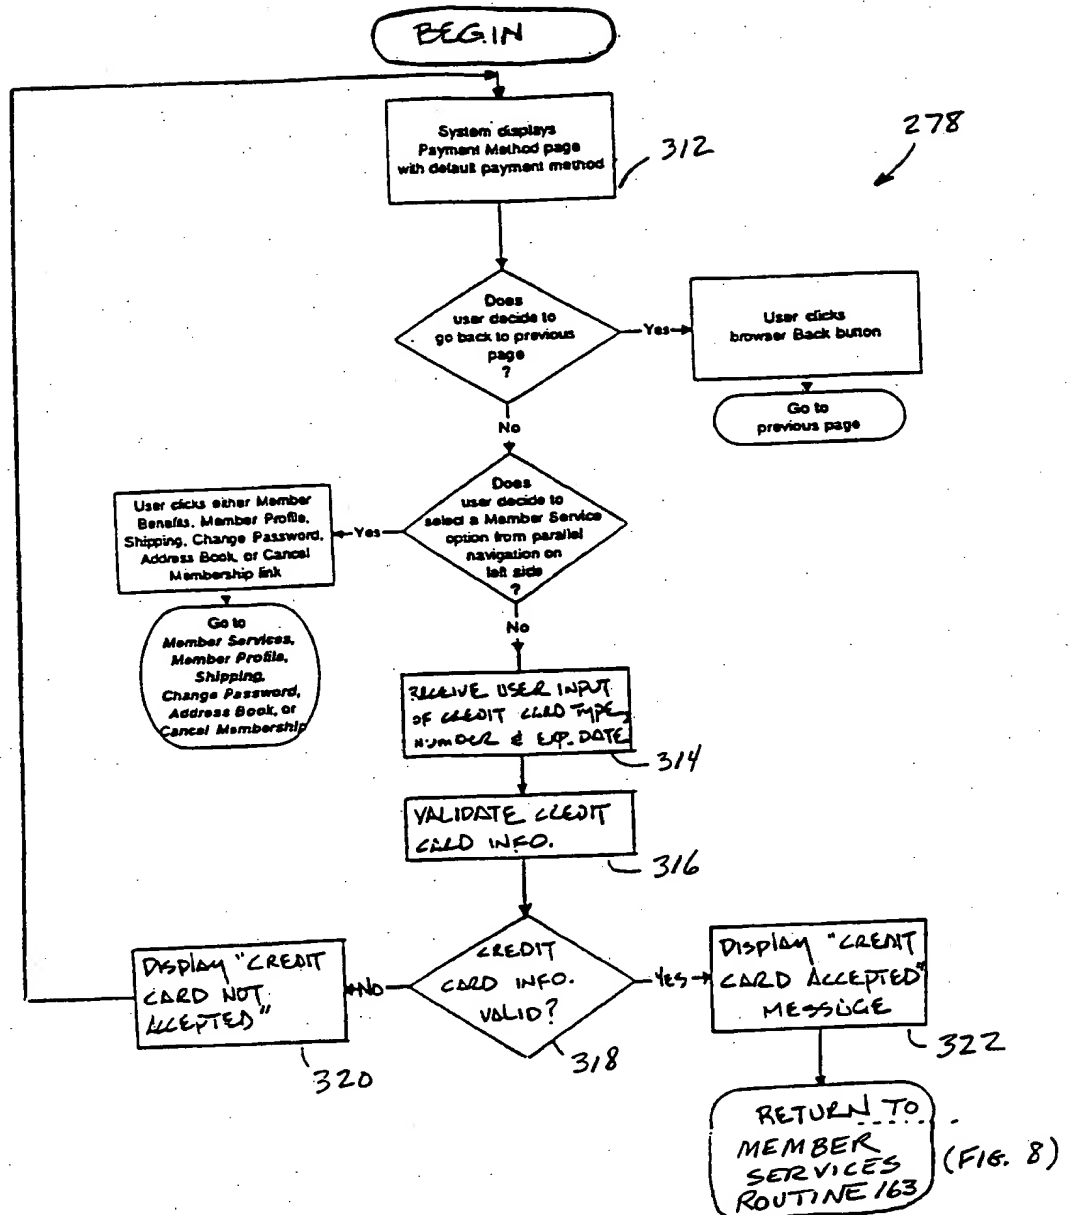 BEGIN
System displays
Payment Method page
with default payment method
312
278
Does
user decide to
go back to previous
page
?
Yes
User clicks
browser Back button
Go to
previous page
No
Does
user decide to
select a Member Service
option from parallel
navigation on
left side
?
Yes
User clicks either Member
Benefits, Member Profile,
Shipping, Change Password,
Address Book, or Cancel
Membership link
Go to
Member Services,
Member Profile,
Shipping,
Change Password,
Address Book, or
Cancel Membership
No
RECEIVE USER INPUT
OF CREDIT CARD TYPE,
NUMBER & EXP. DATE
314
VALIDATE CREDIT
CARD INFO.
316
CREDIT
CARD INFO.
VALID?
318
No
DISPLAY "CREDIT
CARD NOT
ACCEPTED"
320
Yes
DISPLAY "CREDIT
CARD ACCEPTED"
MESSAGE
322
RETURN TO
MEMBER
SERVICES
ROUTINE 163
(FIG. 8)